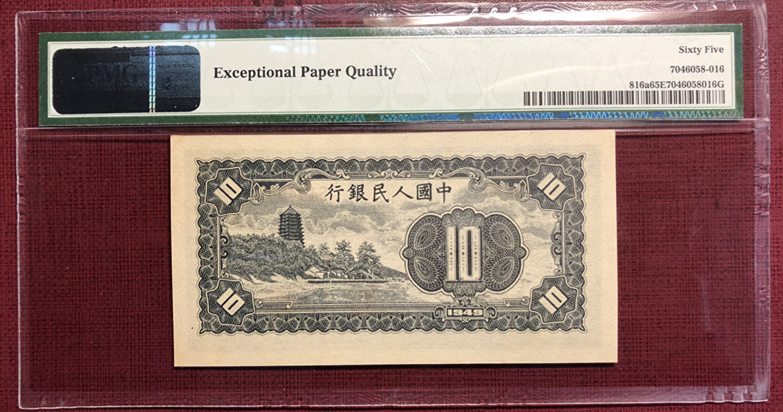 PMG
Sixty Five
Exceptional Paper Quality
7046058-016
816a65E7046058016G
行銀民人國中
10
10
10
10
10
1949